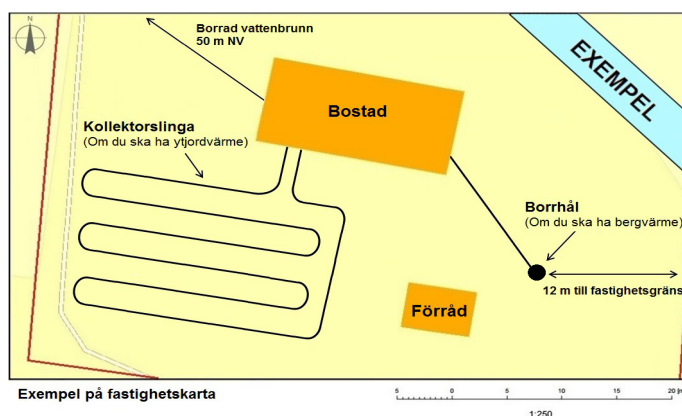 Borrad vattenbrunn
50 m NV
EXEMPEL
Bostad
Kollektorslinga
(Om du ska ha ytjordvärme)
Borrhål
(Om du ska ha bergvärme)
12 m till fastighetsgräns
Förråd
Exempel på fastighetskarta
5 0 5 10 15 20
1:250